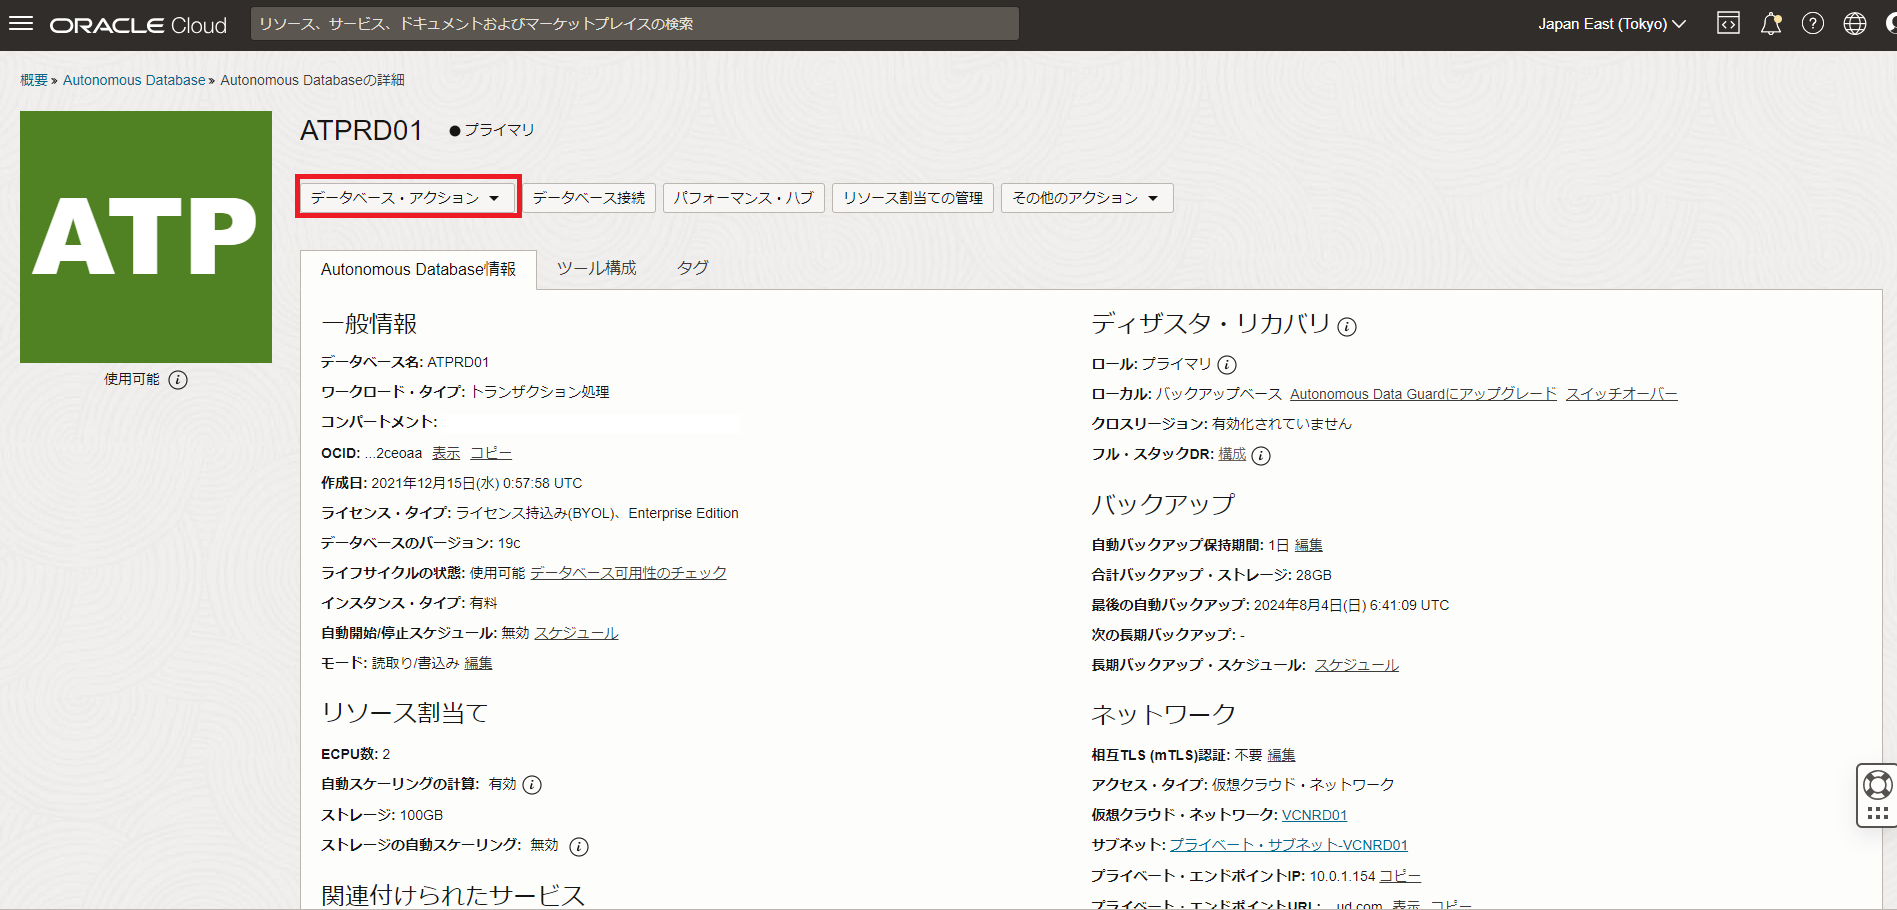 ORACLE Cloud
リソース、サービス、ドキュメントおよびマーケットプレイスの検索
Japan East (Tokyo)
概要 » Autonomous Database » Autonomous Databaseの詳細
ATP
使用可能
ATPRD01 ● プライマリ
データベース・アクション データベース接続 パフォーマンス・ハブ リソース割当ての管理 その他のアクション
Autonomous Database情報 ツール構成 タグ
一般情報
データベース名: ATPRD01
ワークロード・タイプ: トランザクション処理
コンパートメント:
OCID: ...2ceoaa 表示 コピー
作成日: 2021年12月15日(水) 0:57:58 UTC
ライセンス・タイプ: ライセンス持込み(BYOL)、Enterprise Edition
データベースのバージョン: 19c
ライフサイクルの状態: 使用可能 データベース可用性のチェック
インスタンス・タイプ: 有料
自動開始/停止スケジュール: 無効 スケジュール
モード: 読取り/書込み 編集
リソース割当て
ECPU数: 2
自動スケーリングの計算: 有効
ストレージ: 100GB
ストレージの自動スケーリング: 無効
関連付けられたサービス
ディザスタ・リカバリ
ロール: プライマリ
ローカル: バックアップベース Autonomous Data Guardにアップグレード スイッチオーバー
クロスリージョン: 有効化されていません
フル・スタックDR: 構成
バックアップ
自動バックアップ保持期間: 1日 編集
合計バックアップ・ストレージ: 28GB
最後の自動バックアップ: 2024年8月4日(日) 6:41:09 UTC
次の長期バックアップ: -
長期バックアップ・スケジュール: スケジュール
ネットワーク
相互TLS (mTLS)認証: 不要 編集
アクセス・タイプ: 仮想クラウド・ネットワーク
仮想クラウド・ネットワーク: VCNRD01
サブネット: プライベート・サブネット-VCNRD01
プライベート・エンドポイントIP: 10.0.1.154 コピー
プライベート・エンドポイントURL: ...ud.com 表示 コピー